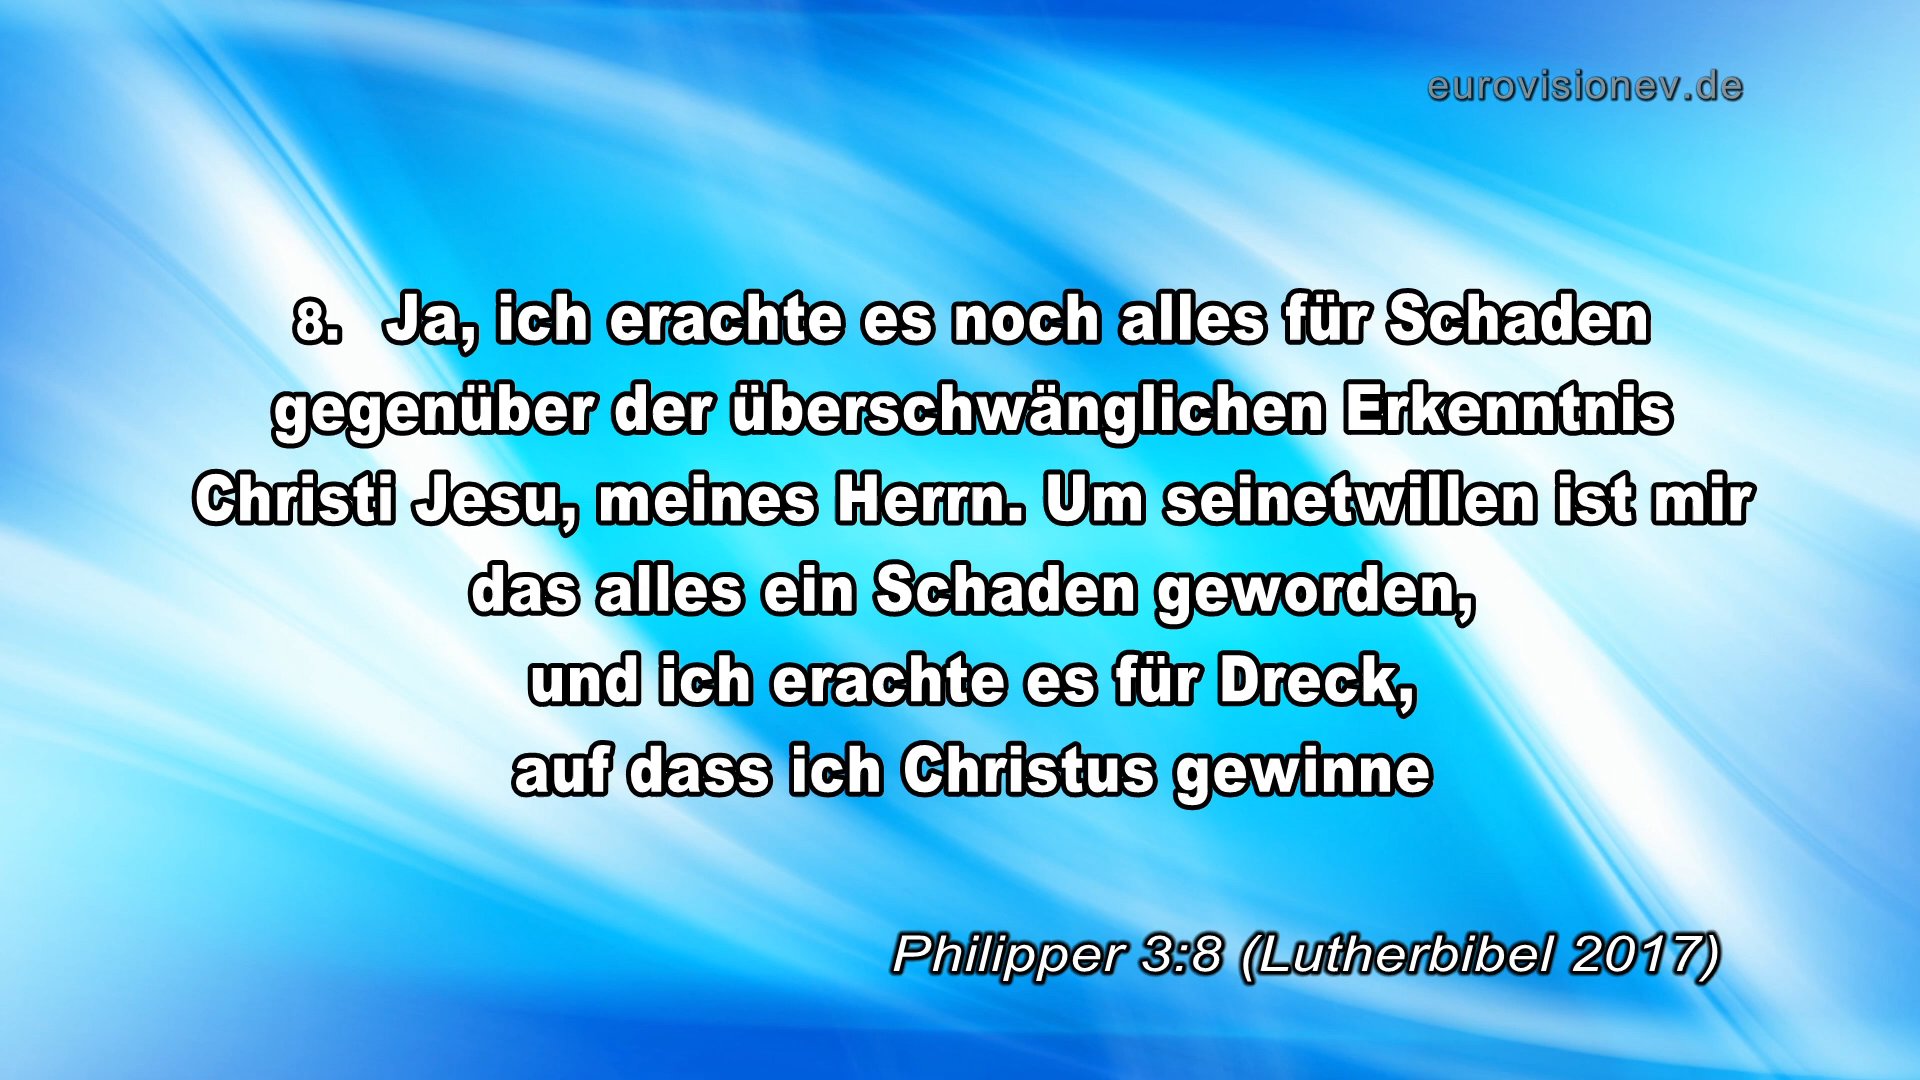 eurovisionev.de
8. Ja, ich erachte es noch alles für Schaden
gegenüber der überschwänglichen Erkenntnis
Christi Jesu, meines Herrn. Um seinetwillen ist mir
das alles ein Schaden geworden,
und ich erachte es für Dreck,
auf dass ich Christus gewinne
Philipper 3:8 (Lutherbibel 2017)